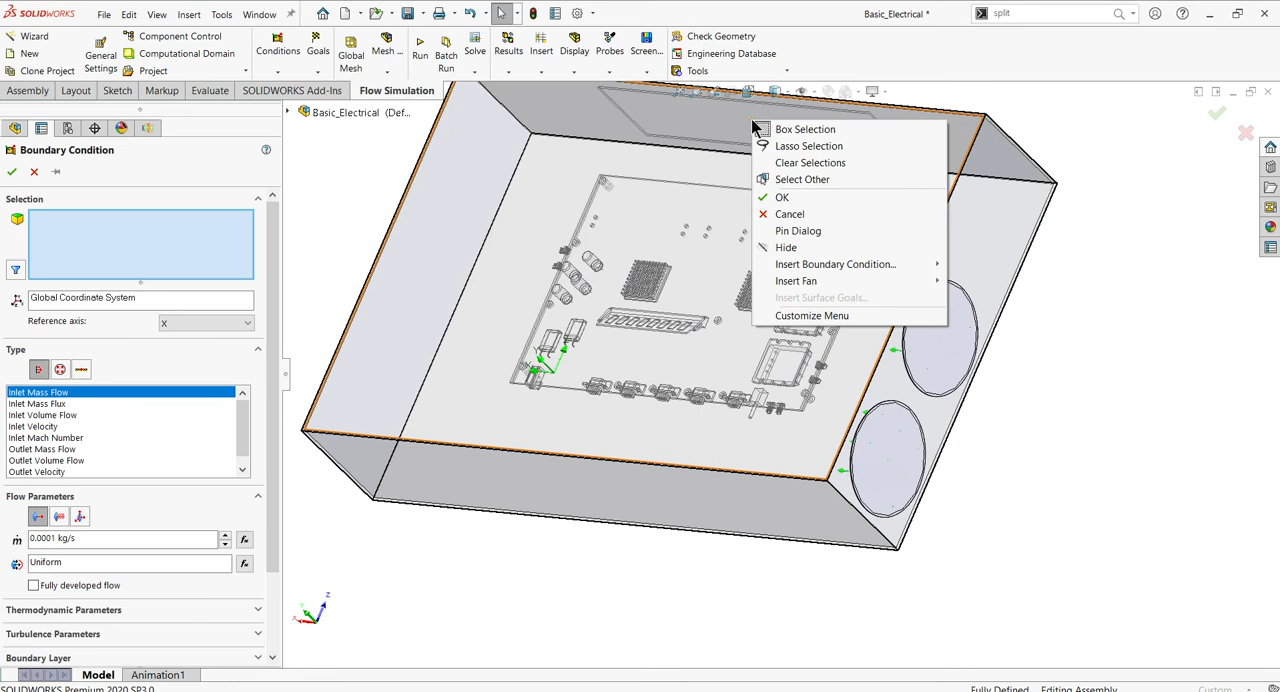 SOLIDWORKS File Edit View Insert Tools Window Basic_Electrical * split
Wizard
New
Clone Project
General Settings
Component Control
Computational Domain
Project
Conditions
Goals
Global Mesh
Mesh ...
Run
Batch Run
Solve
Results
Insert
Display
Probes
Screen...
Check Geometry
Engineering Database
Tools
Assembly Layout Sketch Markup Evaluate SOLIDWORKS Add-Ins Flow Simulation
Basic_Electrical (Def...
Boundary Condition
Selection
Global Coordinate System
Reference axis: X
Type
Inlet Mass Flow
Inlet Mass Flux
Inlet Volume Flow
Inlet Velocity
Inlet Mach Number
Outlet Mass Flow
Outlet Volume Flow
Outlet Velocity
Flow Parameters
0.0001 kg/s
Uniform
Fully developed flow
Thermodynamic Parameters
Turbulence Parameters
Boundary Layer
Box Selection
Lasso Selection
Clear Selections
Select Other
OK
Cancel
Pin Dialog
Hide
Insert Boundary Condition...
Insert Fan
Insert Surface Goals...
Customize Menu
Z
X
Model Animation1
SOLIDWORKS Premium 2020 SP3.0 Fully Defined Editing Assembly Custom